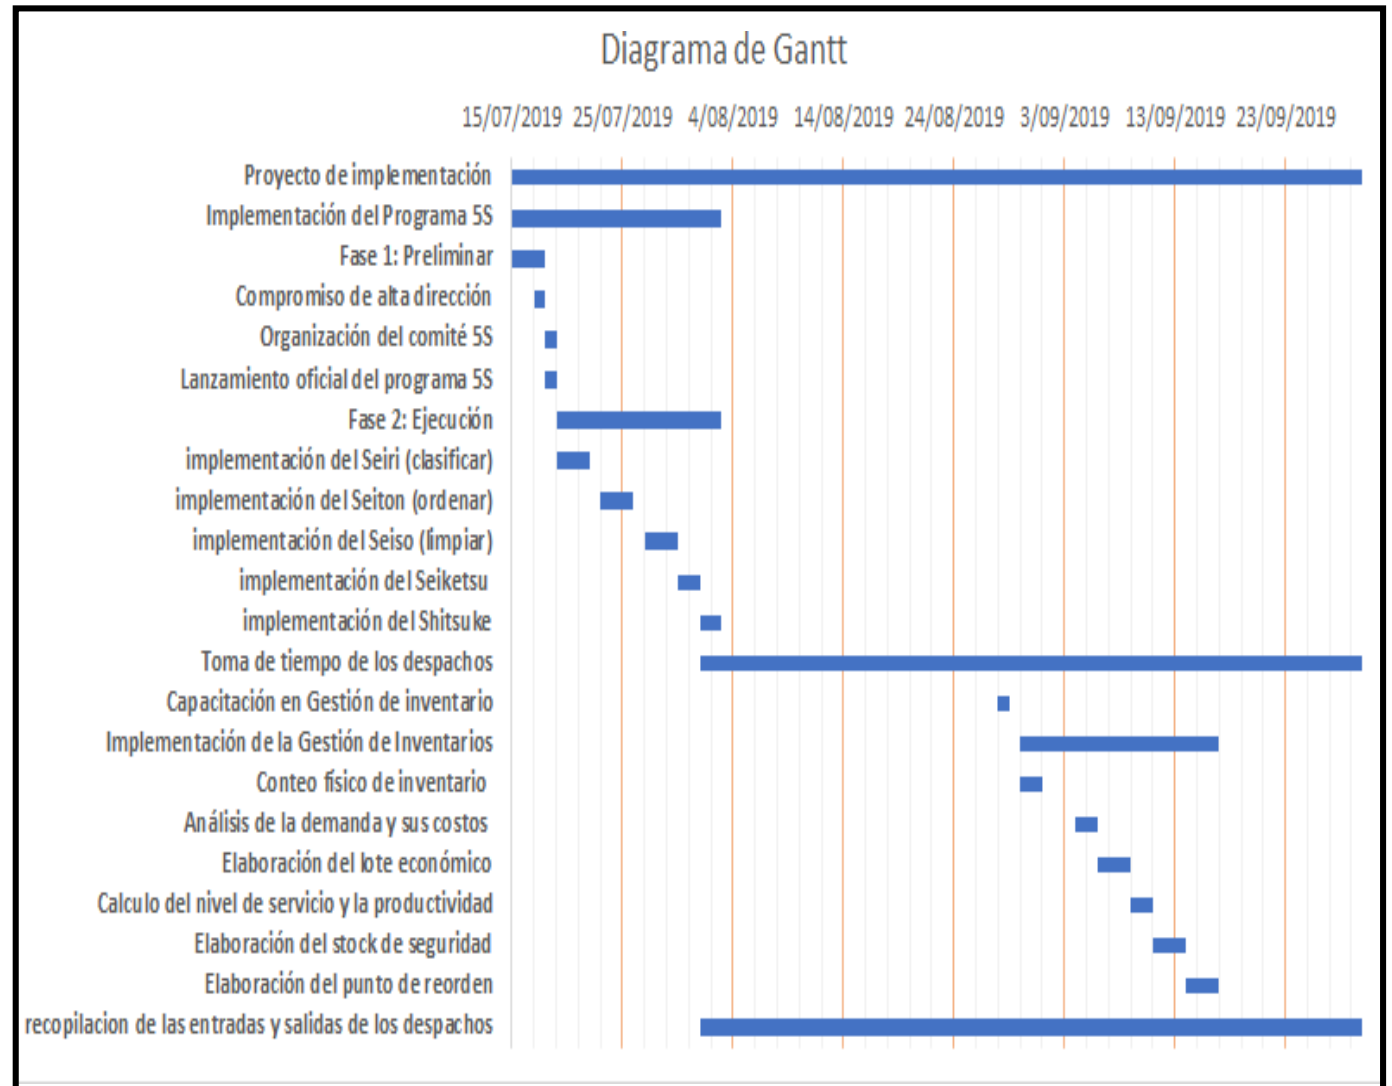 Diagrama de Gantt
15/07/2019 25/07/2019 4/08/2019 14/08/2019 24/08/2019 3/09/2019 13/09/2019 23/09/2019
Proyecto de implementación
Implementación del Programa 5S
Fase 1: Preliminar
Compromiso de alta dirección
Organización del comité 5S
Lanzamiento oficial del programa 5S
Fase 2: Ejecución
implementación del Seiri (clasificar)
implementación del Seiton (ordenar)
implementación del Seiso (limpiar)
implementación del Seiketsu
implementación del Shitsuke
Toma de tiempo de los despachos
Capacitación en Gestión de inventario
Implementación de la Gestión de Inventarios
Conteo físico de inventario
Análisis de la demanda y sus costos
Elaboración del lote económico
Calculo del nivel de servicio y la productividad
Elaboración del stock de seguridad
Elaboración del punto de reorden
recopilacion de las entradas y salidas de los despachos